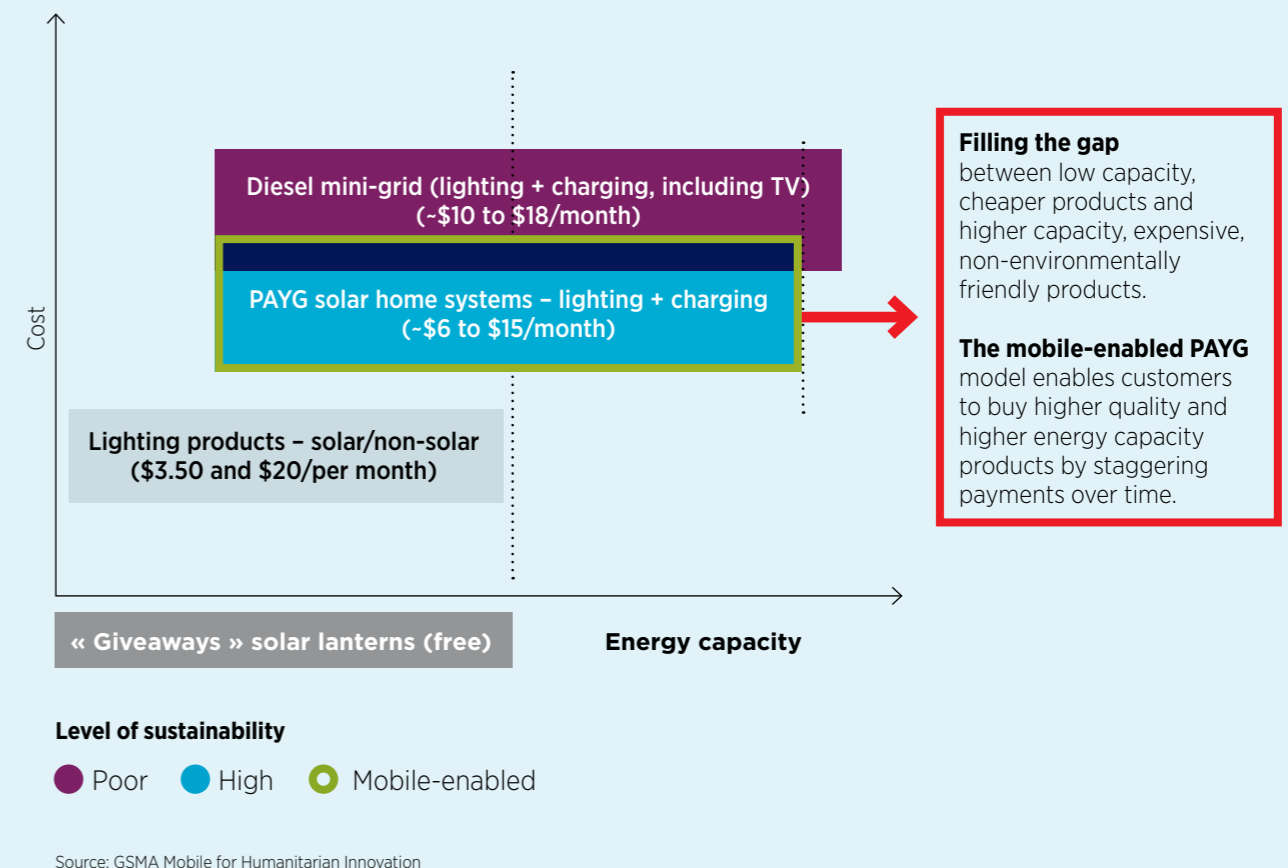 Cost
Diesel mini-grid (lighting + charging, including TV)
(~$10 to $18/month)
PAYG solar home systems – lighting + charging
(~$6 to $15/month)
Lighting products – solar/non-solar
($3.50 and $20/per month)
« Giveaways » solar lanterns (free)
Energy capacity
Filling the gap
between low capacity,
cheaper products and
higher capacity, expensive,
non-environmentally
friendly products.
The mobile-enabled PAYG
model enables customers
to buy higher quality and
higher energy capacity
products by staggering
payments over time.
Level of sustainability
Poor High Mobile-enabled
Source: GSMA Mobile for Humanitarian Innovation